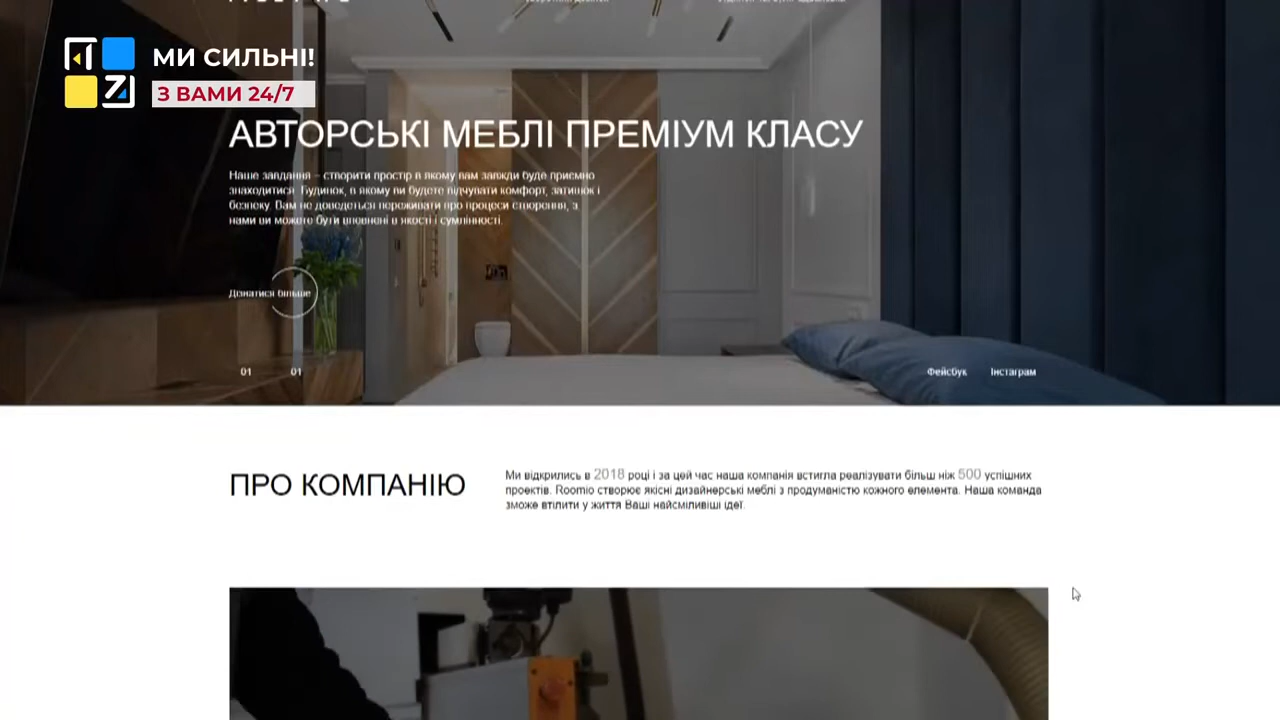 МИ СИЛЬНІ!
З ВАМИ 24/7
АВТОРСЬКІ МЕБЛІ ПРЕМІУМ КЛАСУ
Наше завдання – створити простір в якому вам завжди буде приємно
знаходитися. Будинок, в якому ви будете відчувати комфорт, затишок і
безпеку. Вам не доведеться переживати про процеси створення, з
нами ви можете бути впевнені в якості і сумлінності.
Дізнатися більше
01 01
Фейсбук Інстаграм
ПРО КОМПАНІЮ
Ми відкрились в 2018 році і за цей час наша компанія встигла реалізувати більш ніж 500 успішних
проектів. Roomio створює якісні дизайнерські меблі з продуманістю кожного елемента. Наша команда
зможе втілити у життя Ваші найсміливіші ідеї.